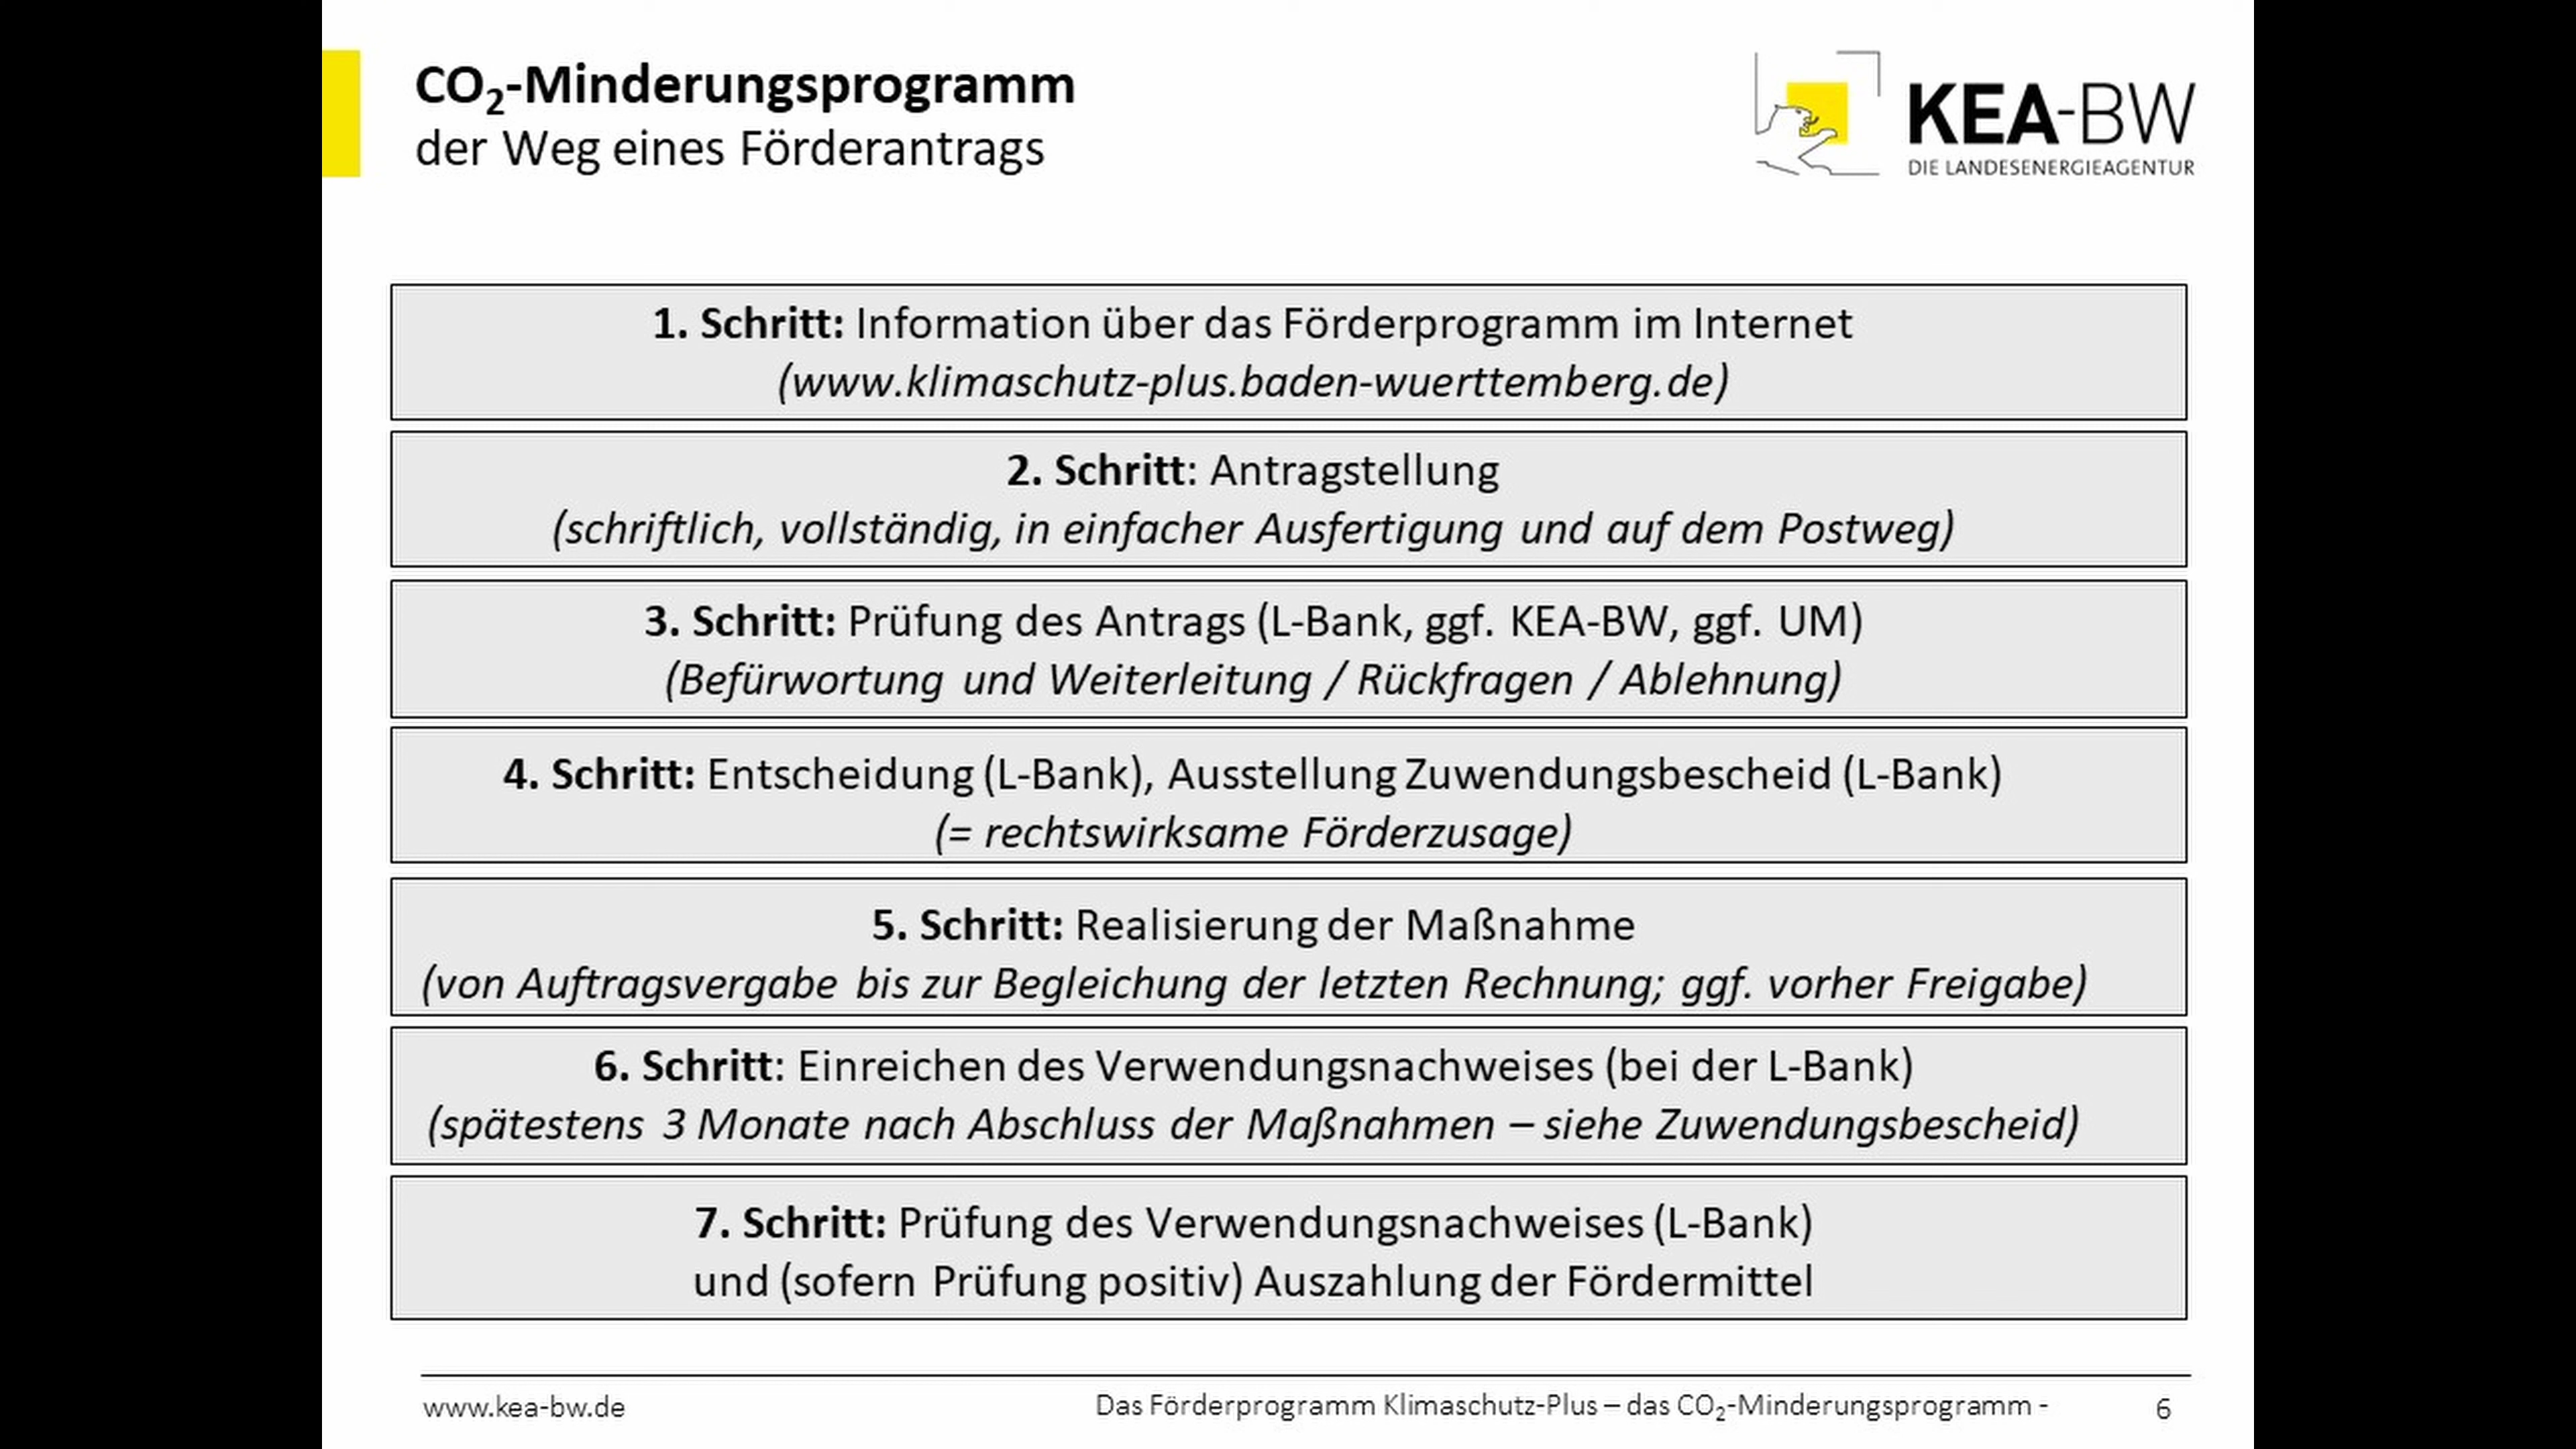 CO₂-Minderungsprogramm
der Weg eines Förderantrags
KEA-BW
DIE LANDESENERGIEAGENTUR
1. Schritt: Information über das Förderprogramm im Internet
(www.klimaschutz-plus.baden-wuerttemberg.de)
2. Schritt: Antragstellung
(schriftlich, vollständig, in einfacher Ausfertigung und auf dem Postweg)
3. Schritt: Prüfung des Antrags (L-Bank, ggf. KEA-BW, ggf. UM)
(Befürwortung und Weiterleitung / Rückfragen / Ablehnung)
4. Schritt: Entscheidung (L-Bank), Ausstellung Zuwendungsbescheid (L-Bank)
(= rechtswirksame Förderzusage)
5. Schritt: Realisierung der Maßnahme
(von Auftragsvergabe bis zur Begleichung der letzten Rechnung; ggf. vorher Freigabe)
6. Schritt: Einreichen des Verwendungsnachweises (bei der L-Bank)
(spätestens 3 Monate nach Abschluss der Maßnahmen – siehe Zuwendungsbescheid)
7. Schritt: Prüfung des Verwendungsnachweises (L-Bank)
und (sofern Prüfung positiv) Auszahlung der Fördermittel
www.kea-bw.de
Das Förderprogramm Klimaschutz-Plus – das CO₂-Minderungsprogramm -
6